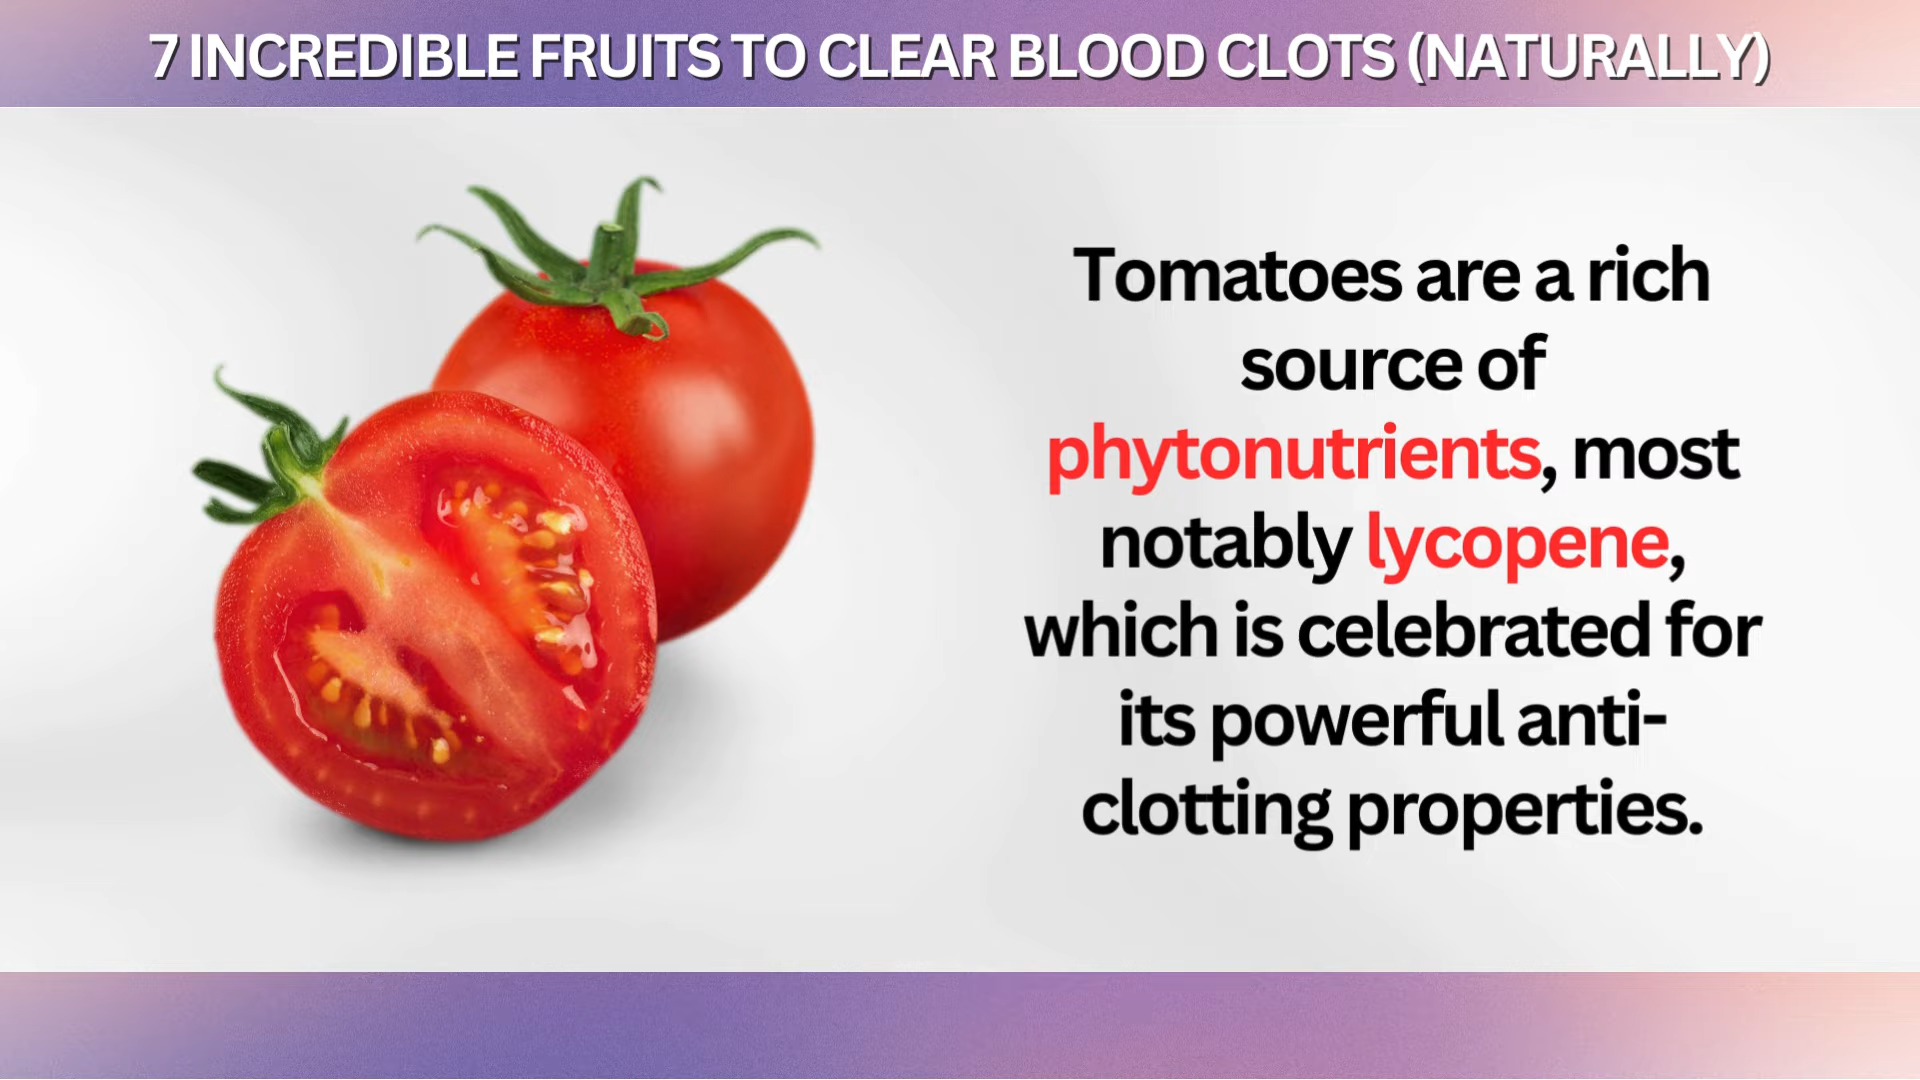 7 INCREDIBLE FRUITS TO CLEAR BLOOD CLOTS (NATURALLY)
Tomatoes are a rich
source of
phytonutrients, most
notably lycopene,
which is celebrated for
its powerful anti-
clotting properties.